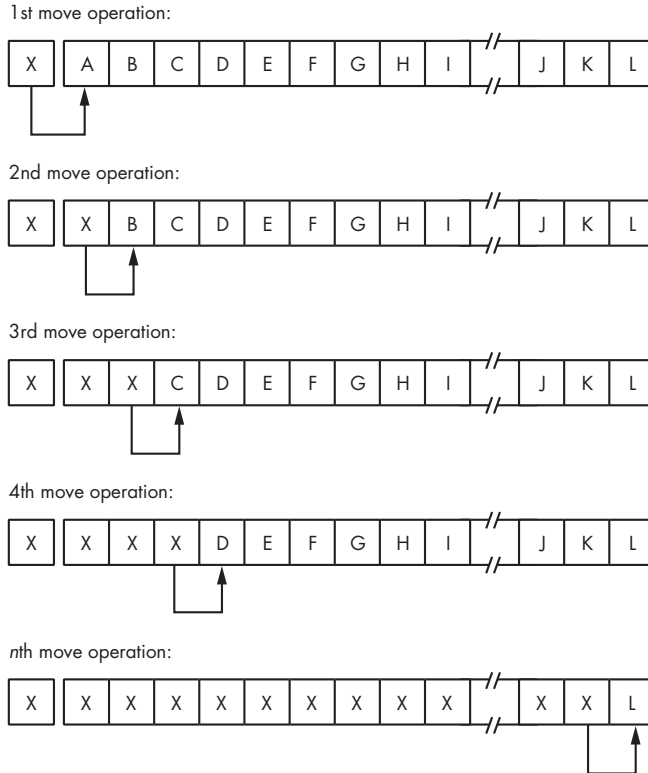 1st move operation:
X A B C D E F G H I J K L
2nd move operation:
X X B C D E F G H I J K L
3rd move operation:
X X X C D E F G H I J K L
4th move operation:
X X X X D E F G H I J K L
nth move operation:
X X X X X X X X X X X X L